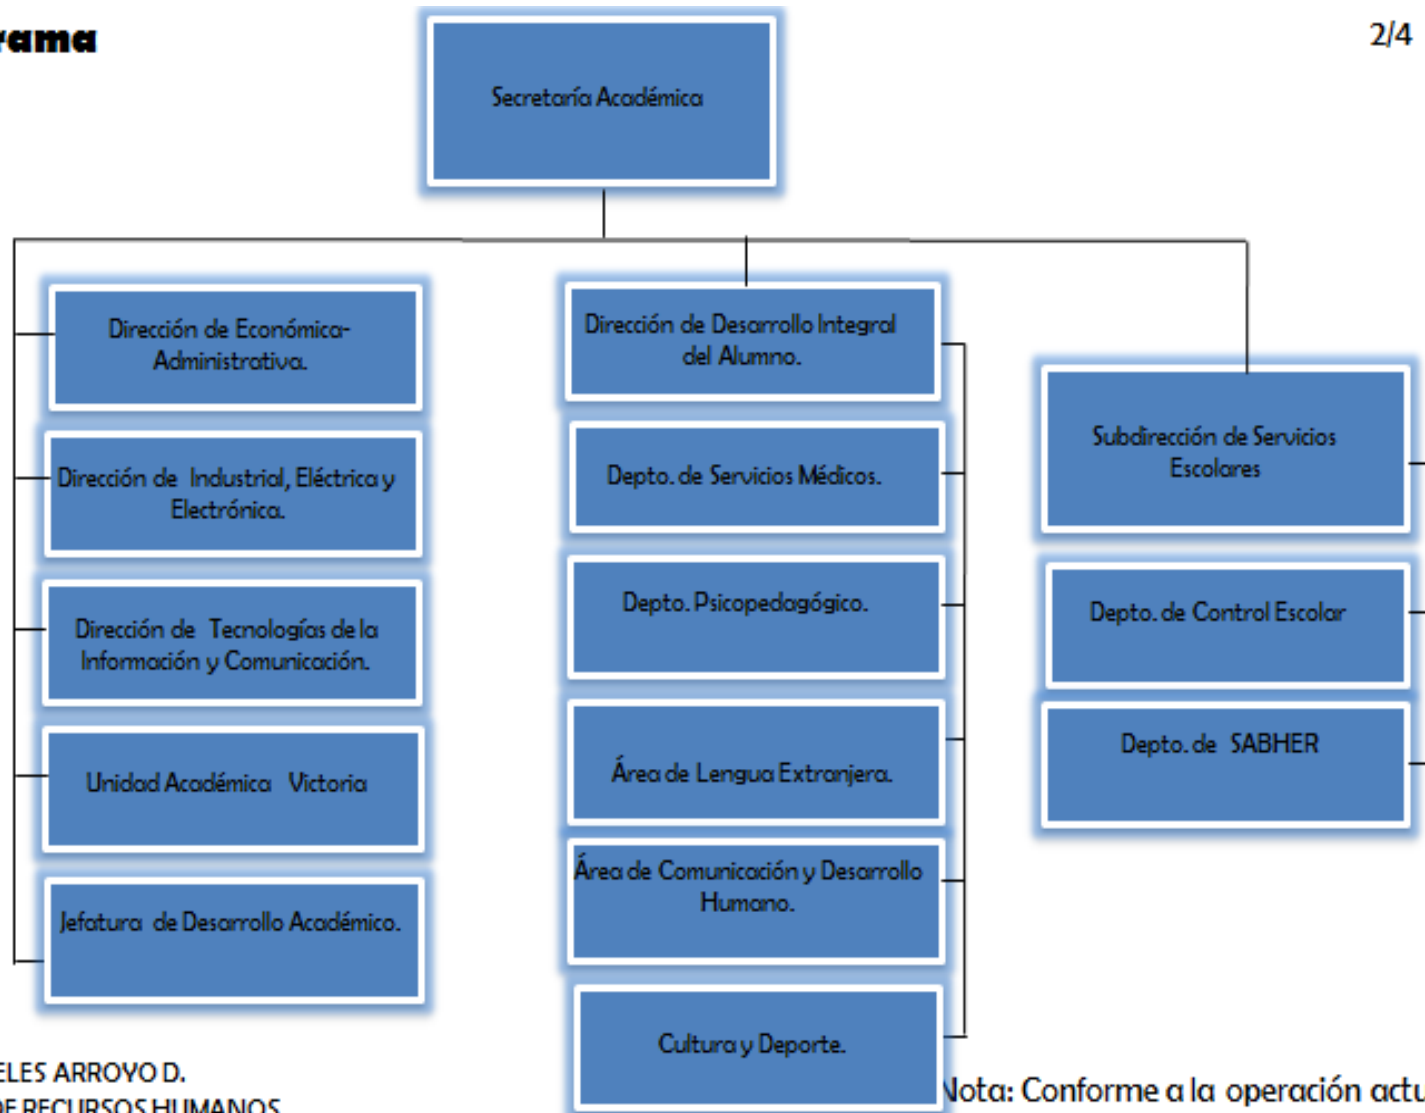 rama
2/4
Secretaría Académica
Dirección de Económica-
Administrativa.
Dirección de Industrial, Eléctrica y
Electrónica.
Dirección de Tecnologías de la
Información y Comunicación.
Unidad Académica Victoria
Jefatura de Desarrollo Académico.
Dirección de Desarrollo Integral
del Alumno.
Depto. de Servicios Médicos.
Depto. Psicopedagógico.
Área de Lengua Extranjera.
Área de Comunicación y Desarrollo
Humano.
Cultura y Deporte.
Subdirección de Servicios
Escolares
Depto. de Control Escolar
Depto. de SABHER
ELES ARROYO D.
DE RECURSOS HUMANOS
Nota: Conforme a la operación actu